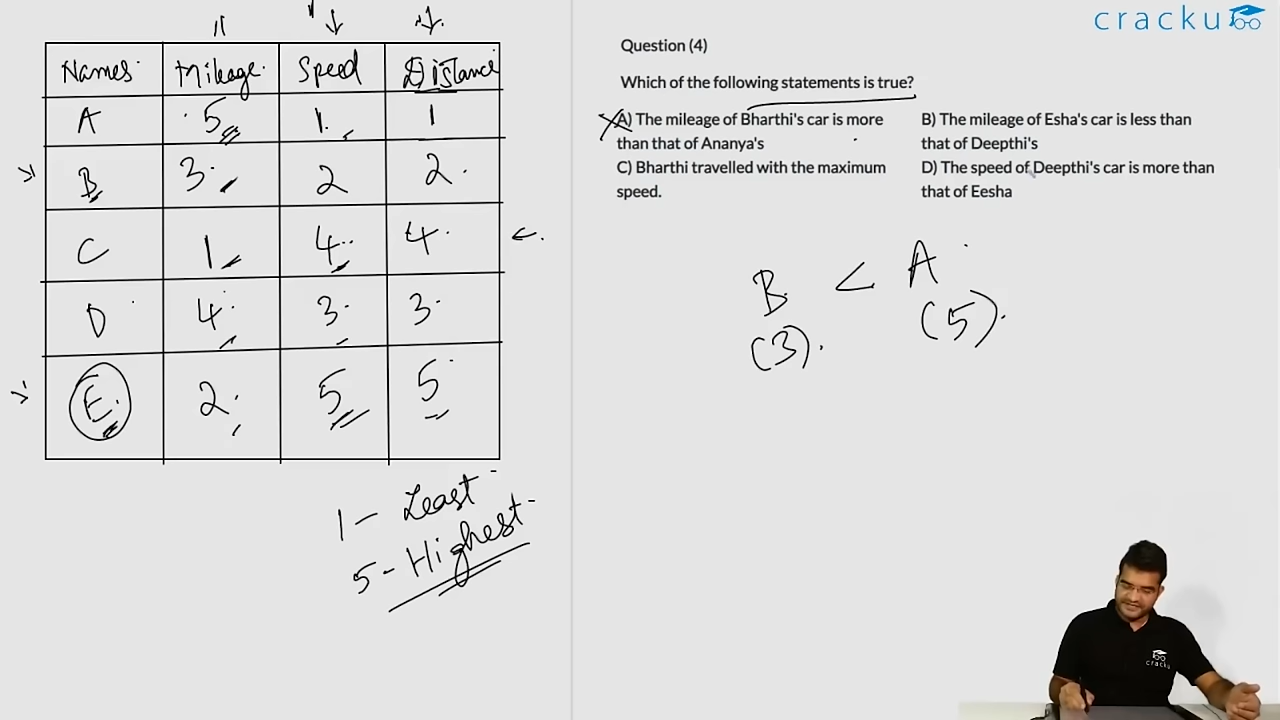 cracku
Names Mileage Speed Distance
A 5 1 1
B 3 2 2
C 1 4 4
D 4 3 3
E 2 5 5
1 - Least
5 - Highest
Question (4)
Which of the following statements is true?
A) The mileage of Bharthi's car is more
than that of Ananya's
B) The mileage of Esha's car is less than
that of Deepthi's
C) Bharthi travelled with the maximum
speed.
D) The speed of Deepthi's car is more than
that of Eesha
B < A
(3). (5).
cracku